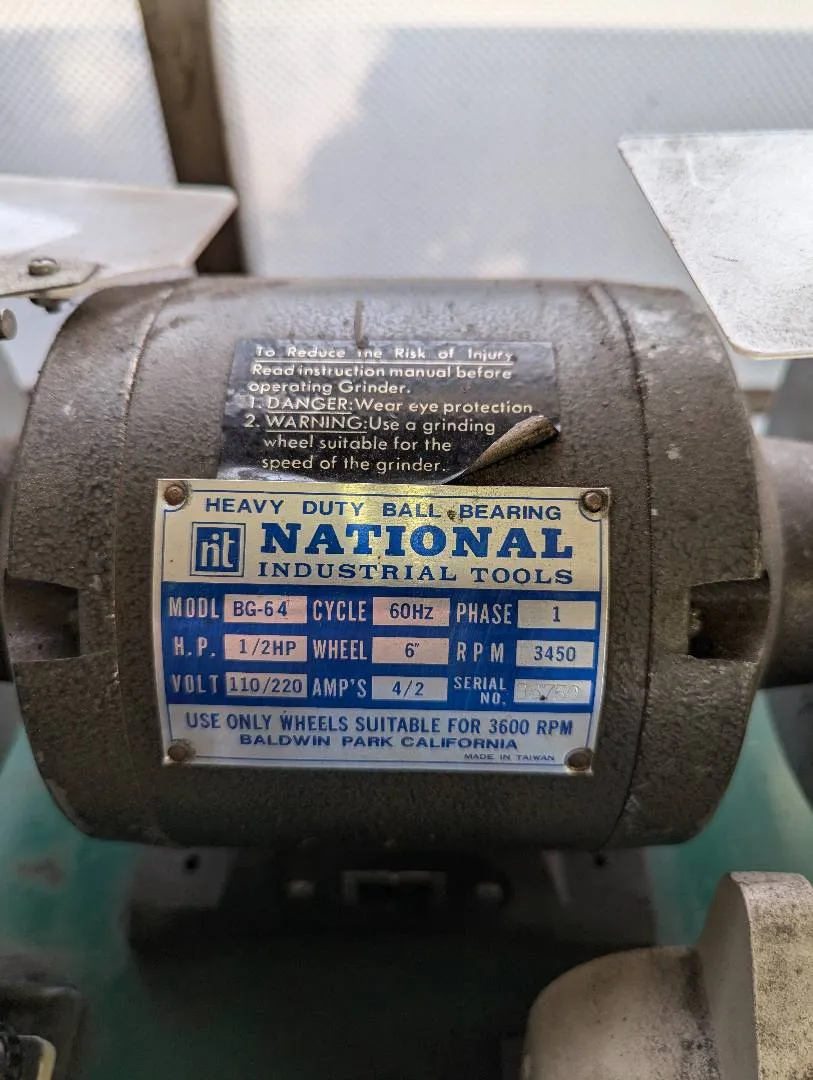 To Reduce the Risk of Injury
Read instruction manual before
operating Grinder.
1. DANGER:Wear eye protection
2. WARNING:Use a grinding
wheel suitable for the
speed of the grinder.
HEAVY DUTY BALL BEARING
nit NATIONAL
INDUSTRIAL TOOLS
MODL BG-64 CYCLE 60Hz PHASE 1
H.P. 1/2HP WHEEL 6" RPM 3450
VOLT 110/220 AMP'S 4/2 SERIAL NO.
USE ONLY WHEELS SUITABLE FOR 3600 RPM
BALDWIN PARK CALIFORNIA
MADE IN TAIWAN